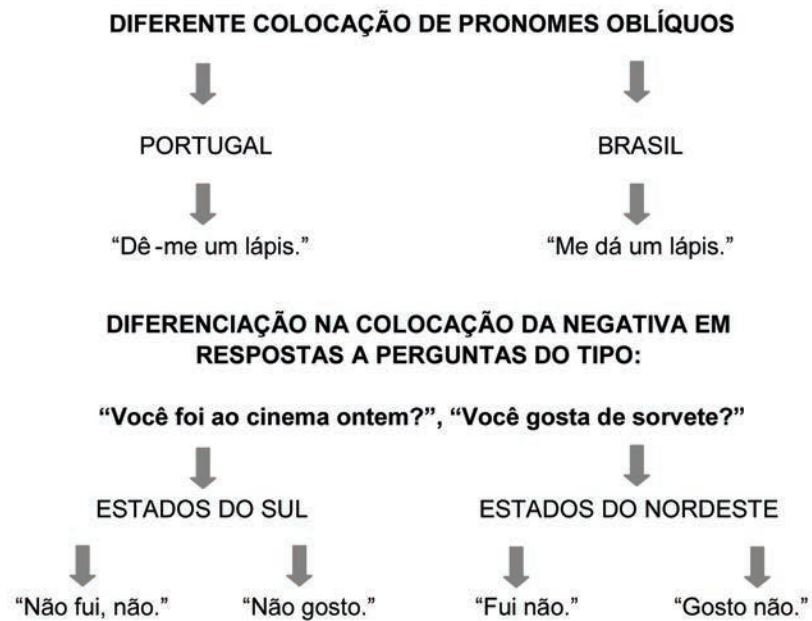 DIFERENTE COLOCAÇÃO DE PRONOMES OBLÍQUOS
PORTUGAL
BRASIL
“Dê-me um lápis.”
“Me dá um lápis.”
DIFERENCIAÇÃO NA COLOCAÇÃO DA NEGATIVA EM
RESPOSTAS A PERGUNTAS DO TIPO:
“Você foi ao cinema ontem?”, “Você gosta de sorvete?”
ESTADOS DO SUL
ESTADOS DO NORDESTE
“Não fui, não.”
“Não gosto.”
“Fui não.”
“Gosto não.”